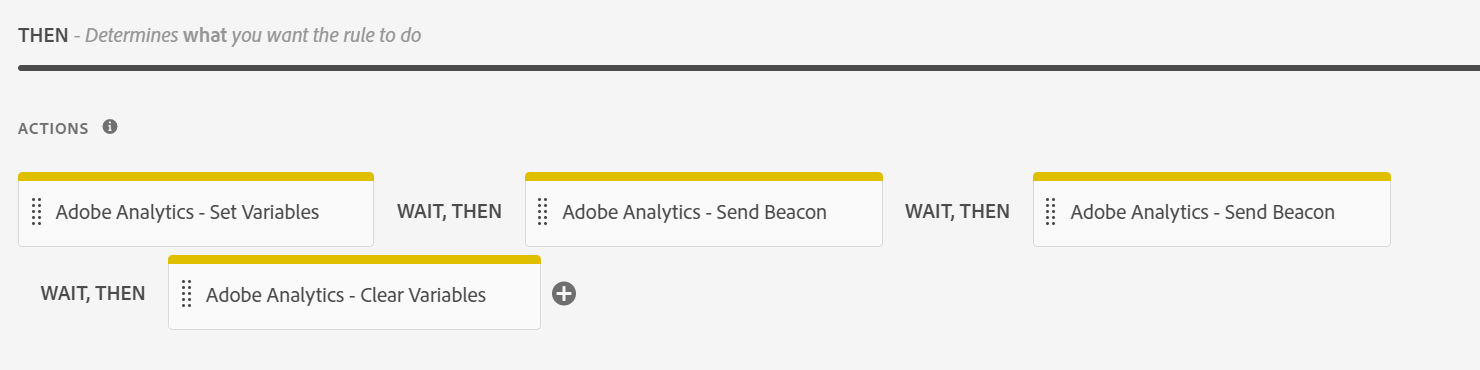 THEN - Determines what you want the rule to do
ACTIONS
Adobe Analytics - Set Variables WAIT, THEN Adobe Analytics - Send Beacon WAIT, THEN Adobe Analytics - Send Beacon
WAIT, THEN Adobe Analytics - Clear Variables